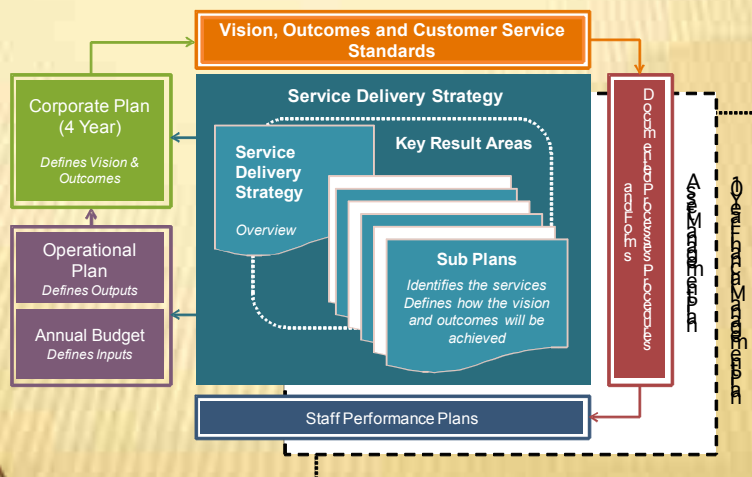 Vision, Outcomes and Customer Service
Standards
Corporate Plan
(4 Year)
Defines Vision &
Outcomes
Operational
Plan
Defines Outputs
Annual Budget
Defines Inputs
Service Delivery Strategy
Key Result Areas
Service
Delivery
Strategy
Overview
Sub Plans
Identifies the services
Defines how the vision
and outcomes will be
achieved
Staff Performance Plans